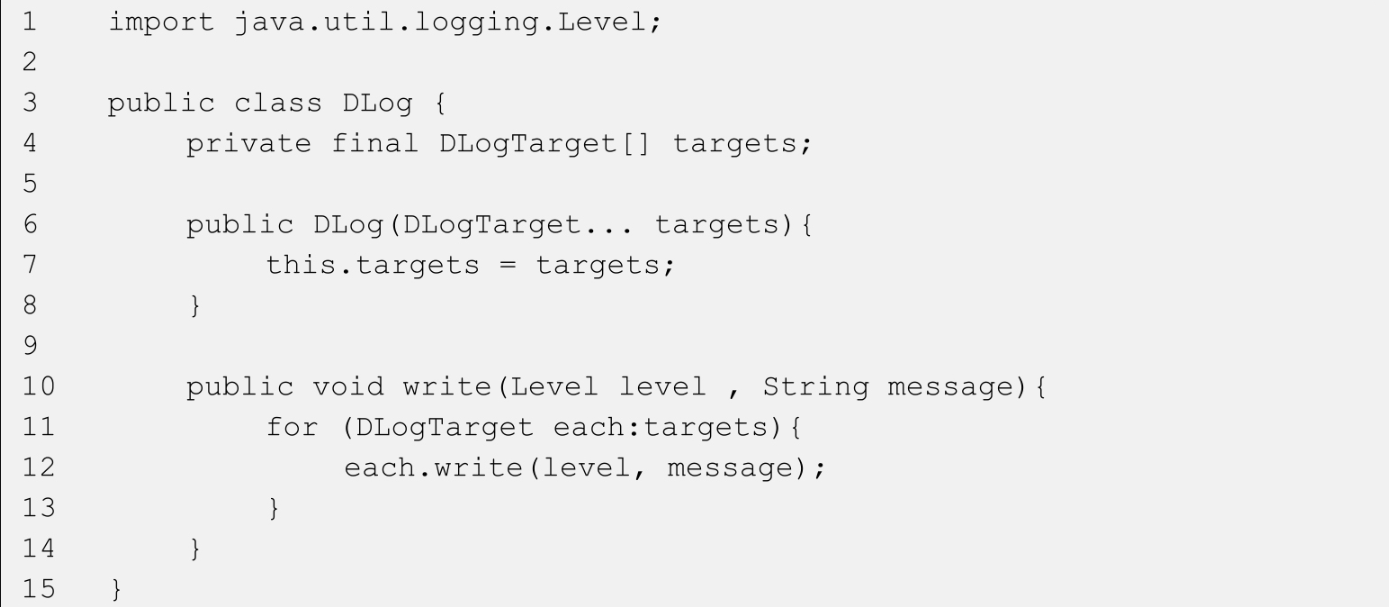 1 import java.util.logging.Level;
2
3 public class DLog {
4 private final DLogTarget[] targets;
5
6 public DLog(DLogTarget... targets){
7 this.targets = targets;
8 }
9
10 public void write(Level level , String message){
11 for (DLogTarget each:targets){
12 each.write(level, message);
13 }
14 }
15 }